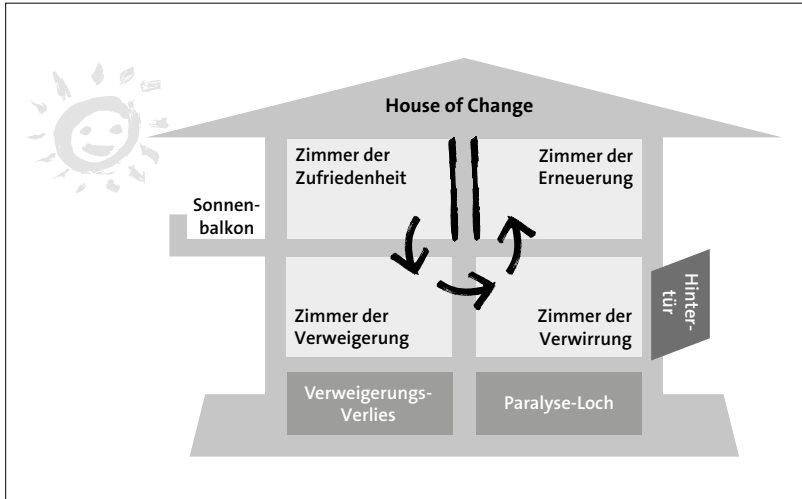 House of Change
Zimmer der
Zufriedenheit
Zimmer der
Erneuerung
Sonnen-
balkon
Zimmer der
Verweigerung
Zimmer der
Verwirrung
Hinter-
tür
Verweigerungs-
Verlies
Paralyse-Loch